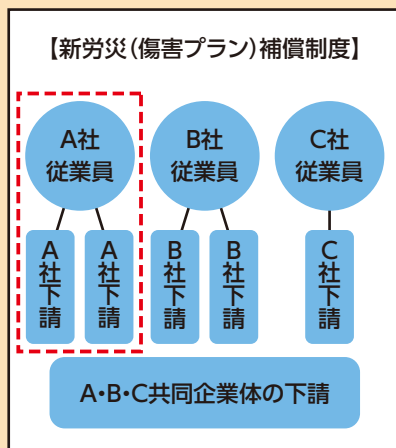 【新労災(傷害プラン)補償制度】
A社
従業員
B社
従業員
C社
従業員
A社下請
A社下請
B社下請
B社下請
C社下請
A・B・C共同企業体の下請